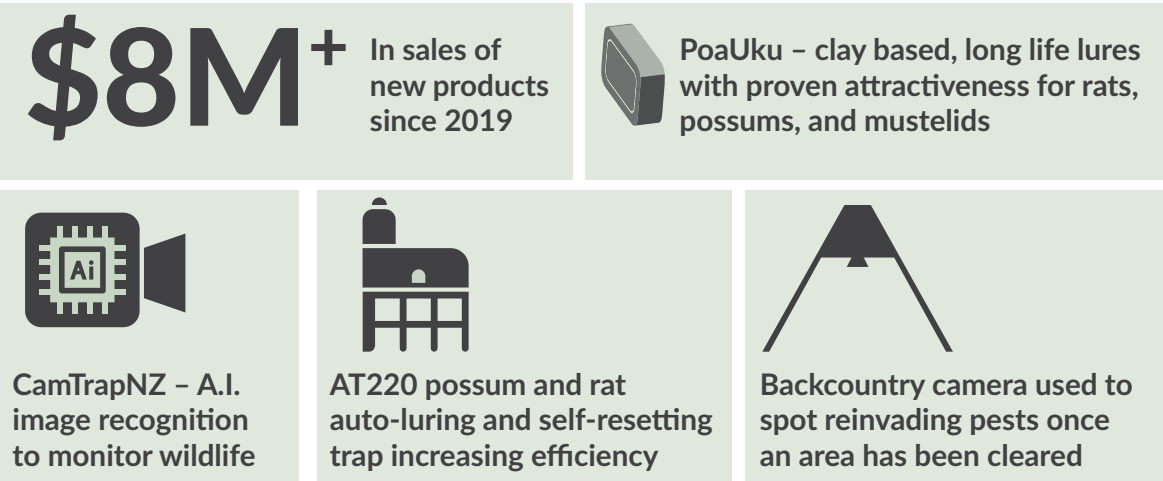 $8M+
In sales of
new products
since 2019
PoaUku – clay based, long life lures
with proven attractiveness for rats,
possums, and mustelids
Ai
CamTrapNZ – A.I.
image recognition
to monitor wildlife
AT220 possum and rat
auto-luring and self-resetting
trap increasing efficiency
Backcountry camera used to
spot reinvading pests once
an area has been cleared